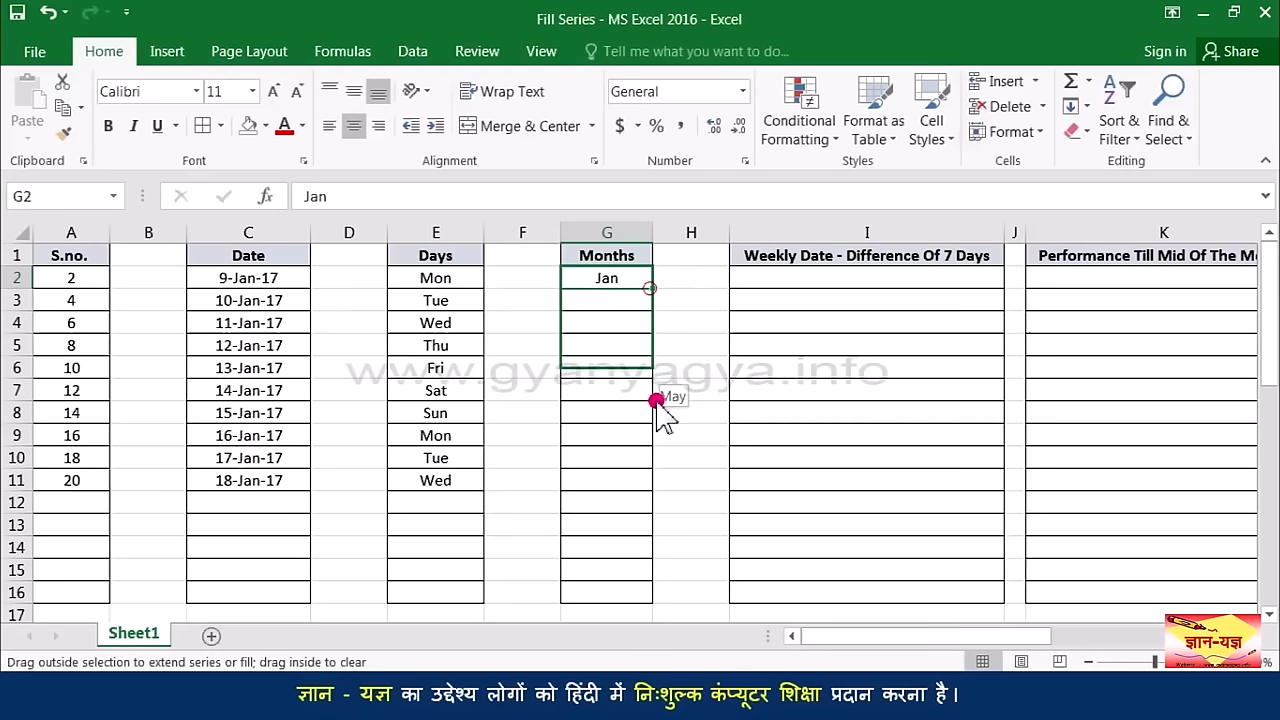 Fill Series - MS Excel 2016 - Excel
File Home Insert Page Layout Formulas Data Review View Tell me what you want to do... Sign in Share
Paste
Clipboard
Calibri 11
B I U A
Font
Wrap Text
Merge & Center
Alignment
General
$ % ,
Number
Conditional Formatting
Format as Table
Cell Styles
Styles
Insert
Delete
Format
Cells
Sort & Filter
Find & Select
Editing
G2 fx Jan
A B C D E F G H I J K
1 S.no. Date Days Months Weekly Date - Difference Of 7 Days Performance Till Mid Of The
2 2 9-Jan-17 Mon Jan
3 4 10-Jan-17 Tue
4 6 11-Jan-17 Wed
5 8 12-Jan-17 Thu
6 10 13-Jan-17 Fri
www.gyanyagya.info
7 12 14-Jan-17 Sat May
8 14 15-Jan-17 Sun
9 16 16-Jan-17 Mon
10 18 17-Jan-17 Tue
11 20 18-Jan-17 Wed
12
13
14
15
16
17
Sheet1
ज्ञान-यज्ञ
Drag outside selection to extend series or fill; drag inside to clear
ज्ञान - यज्ञ का उद्देश्य लोगों को हिंदी में निःशुल्क कंप्यूटर शिक्षा प्रदान करना है।